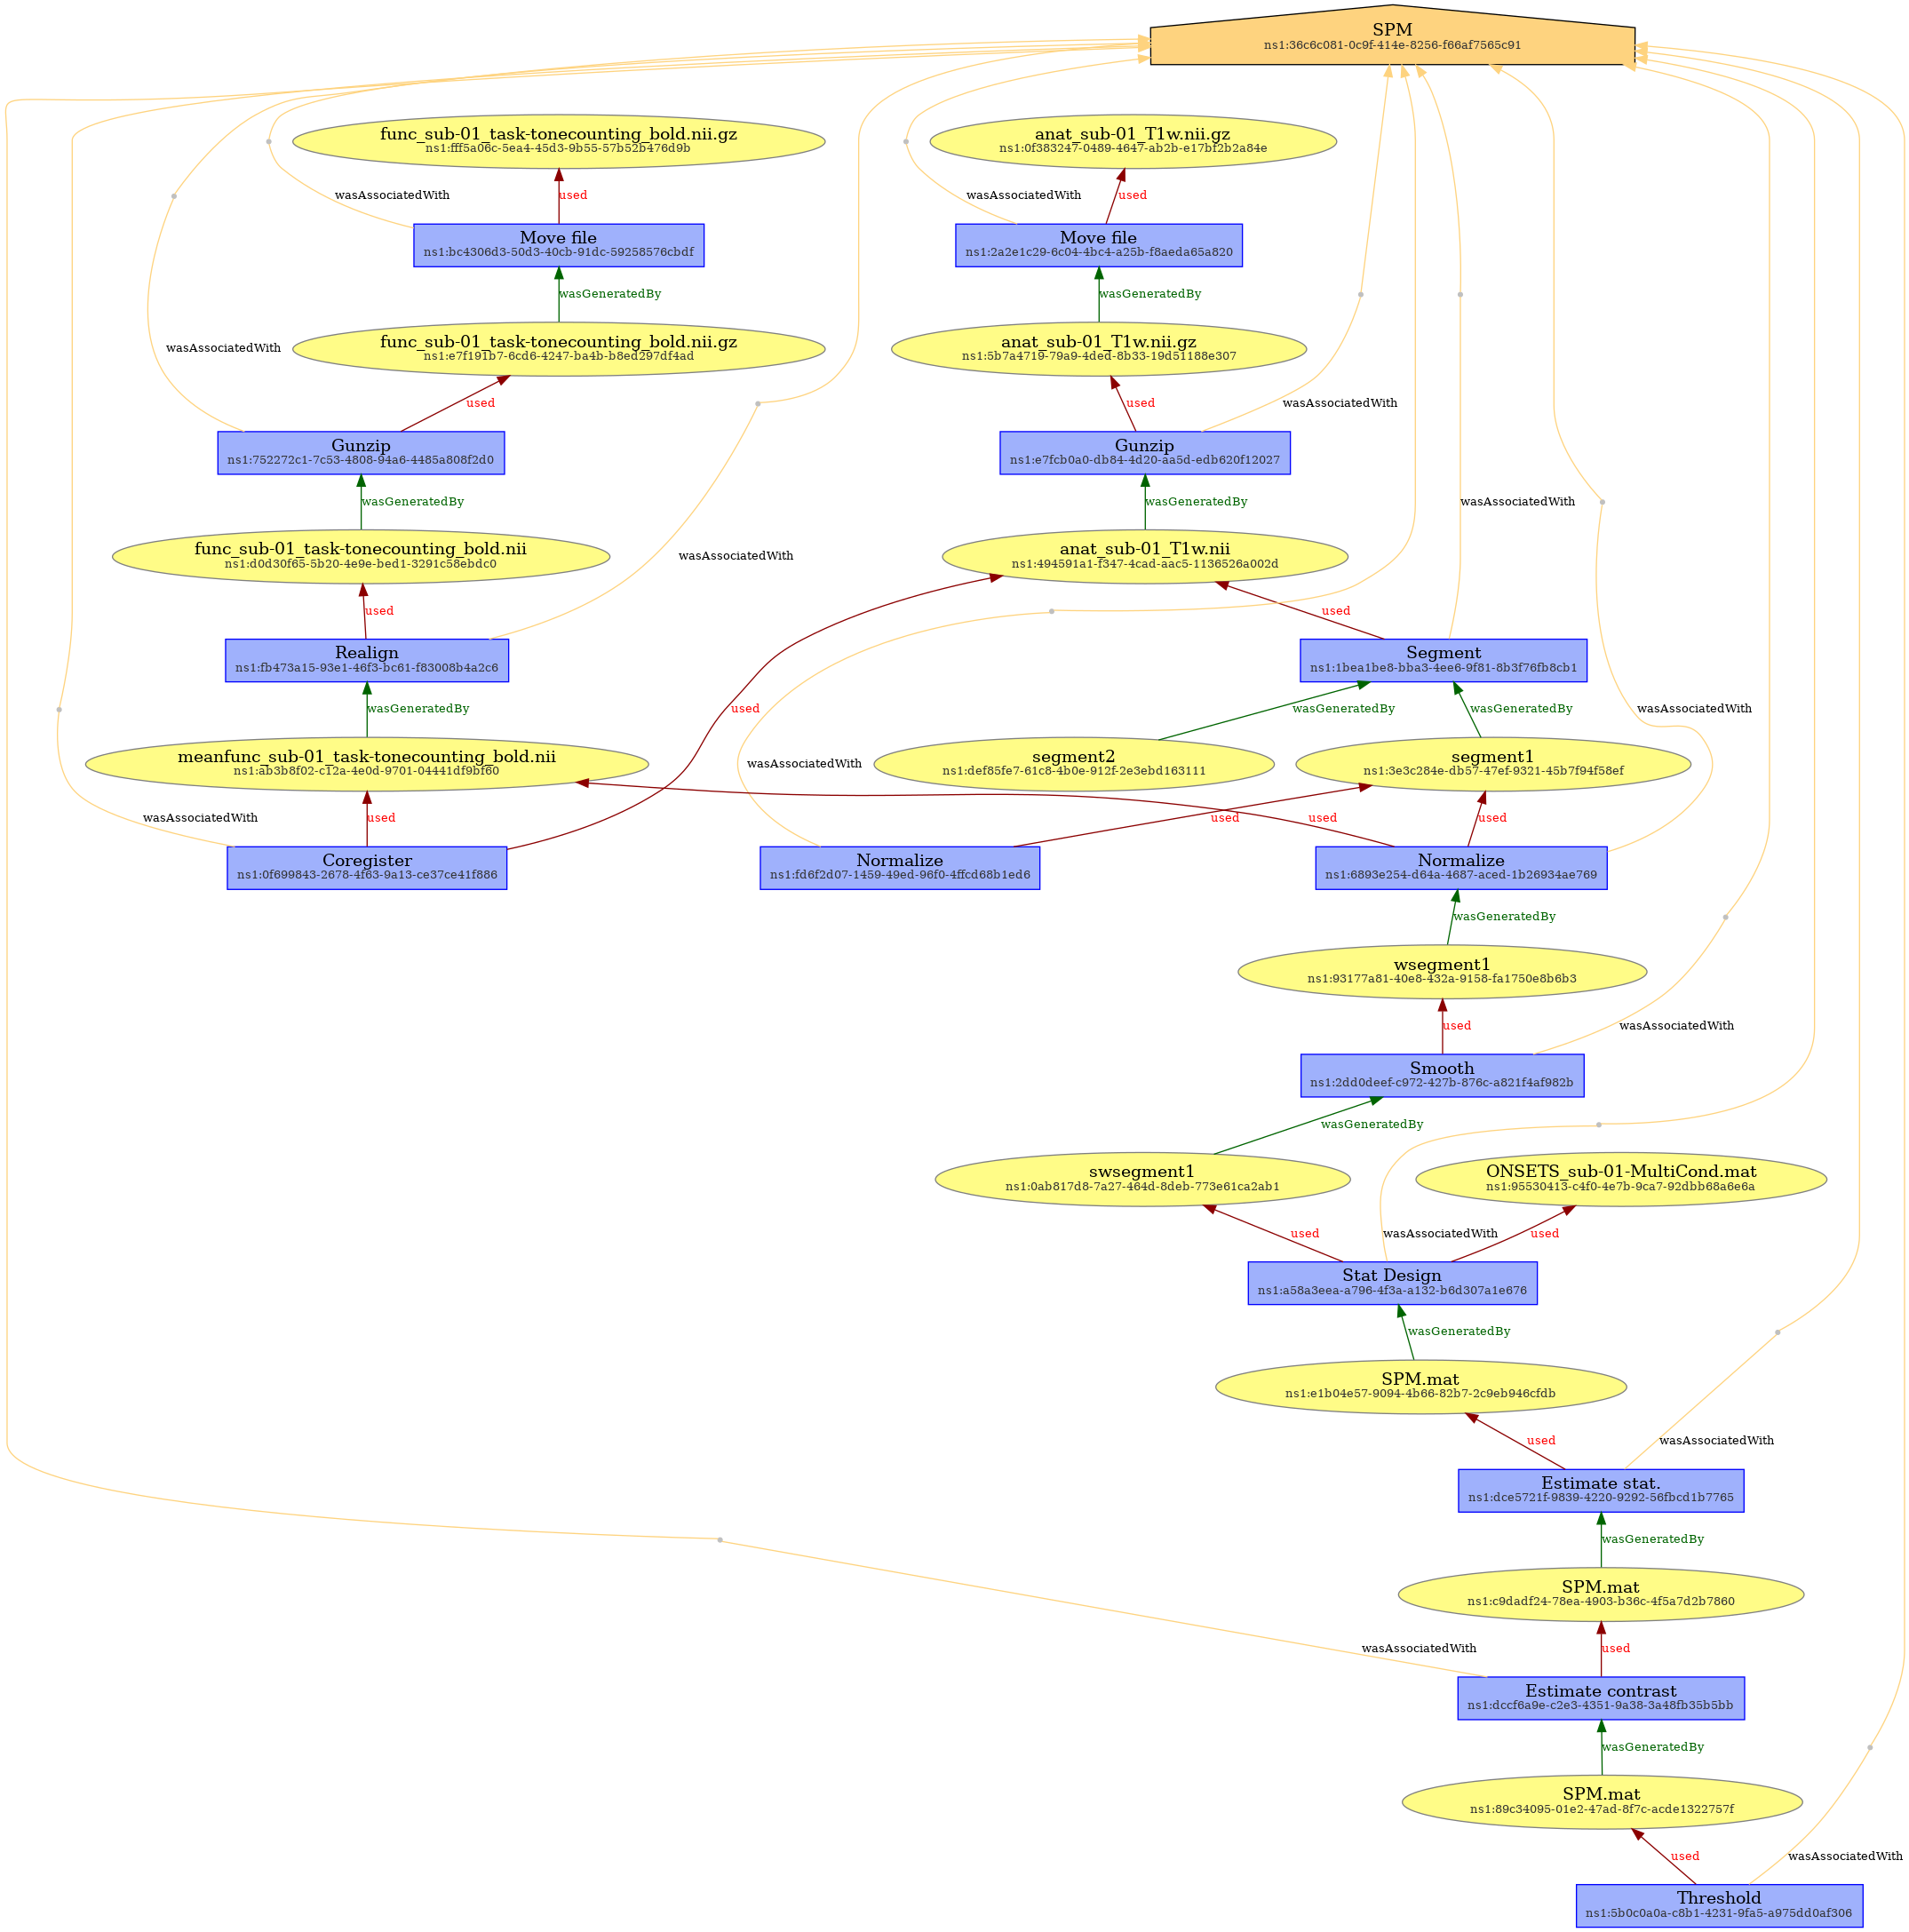 SPM
ns1:36c6c081-0c9f-414e-8256-f66af7565c91
func_sub-01_task-tonecounting_bold.nii.gz
ns1:fff5a06c-5ea4-45d3-9b55-57b52b476d9b
anat_sub-01_T1w.nii.gz
ns1:0f383247-0489-4647-ab2b-e17bf2b2a84e
wasAssociatedWith
used
wasAssociatedWith
used
Move file
ns1:bc4306d3-50d3-40cb-91dc-59258576cbdf
Move file
ns1:2a2e1c29-6c04-4bc4-a25b-f8aeda65a820
wasGeneratedBy
wasGeneratedBy
func_sub-01_task-tonecounting_bold.nii.gz
ns1:e7f191b7-6cd6-4247-ba4b-b8ed297df4ad
anat_sub-01_T1w.nii.gz
ns1:5b7a4719-79a9-4ded-8b33-19d51188e307
wasAssociatedWith
used
used
wasAssociatedWith
Gunzip
ns1:752272c1-7c53-4808-94a6-4485a808f2d0
Gunzip
ns1:e7fcb0a0-db84-4d20-aa5d-edb620f12027
wasGeneratedBy
wasGeneratedBy
wasAssociatedWith
func_sub-01_task-tonecounting_bold.nii
ns1:d0d30f65-5b20-4e9e-bed1-3291c58ebdc0
wasAssociatedWith
anat_sub-01_T1w.nii
ns1:494591a1-f347-4cad-aac5-1136526a002d
used
used
Realign
ns1:fb473a15-93e1-46f3-bc61-f83008b4a2c6
Segment
ns1:1bea1be8-bba3-4ee6-9f81-8b3f76fb8cb1
wasGeneratedBy
used
wasGeneratedBy
wasGeneratedBy
wasAssociatedWith
meanfunc_sub-01_task-tonecounting_bold.nii
ns1:ab3b8f02-c12a-4e0d-9701-04441df9bf60
wasAssociatedWith
segment2
ns1:def85fe7-61c8-4b0e-912f-2e3ebd163111
segment1
ns1:3e3c284e-db57-47ef-9321-45b7f94f58ef
wasAssociatedWith
used
used
used
used
Coregister
ns1:0f699843-2678-4f63-9a13-ce37ce41f886
Normalize
ns1:fd6f2d07-1459-49ed-96f0-4ffcd68b1ed6
Normalize
ns1:6893e254-d64a-4687-aced-1b26934ae769
wasGeneratedBy
wsegment1
ns1:93177a81-40e8-432a-9158-fa1750e8b6b3
used
wasAssociatedWith
Smooth
ns1:2dd0deef-c972-427b-876c-a821f4af982b
wasGeneratedBy
swsegment1
ns1:0ab817d8-7a27-464d-8deb-773e61ca2ab1
ONSETS_sub-01-MultiCond.mat
ns1:95530413-c4f0-4e7b-9ca7-92dbb68a6e6a
used
wasAssociatedWith
used
Stat Design
ns1:a58a3eea-a796-4f3a-a132-b6d307a1e676
wasGeneratedBy
SPM.mat
ns1:e1b04e57-9094-4b66-82b7-2c9eb946cfdb
used
wasAssociatedWith
Estimate stat.
ns1:dce5721f-9839-4220-9292-56fbcd1b7765
wasGeneratedBy
SPM.mat
ns1:c9dadf24-78ea-4903-b36c-4f5a7d2b7860
wasAssociatedWith
used
Estimate contrast
ns1:dccf6a9e-c2e3-4351-9a38-3a48fb35b5bb
wasGeneratedBy
SPM.mat
ns1:89c34095-01e2-47ad-8f7c-acde1322757f
used
wasAssociatedWith
Threshold
ns1:5b0c0a0a-c8b1-4231-9fa5-a975dd0af306